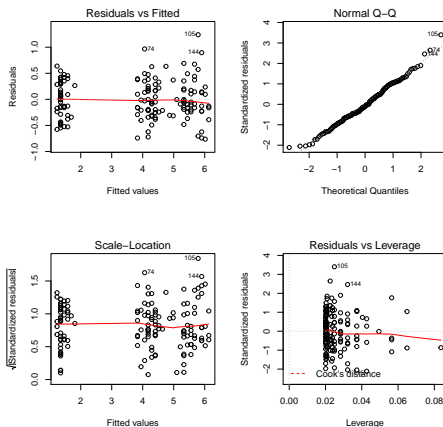 Residuals vs Fitted
Residuals
−1.0 −0.5 0.0 0.5 1.0
105
74
144
2 3 4 5 6
Fitted values
Normal Q−Q
Standardized residuals
−2 −1 0 1 2 3 4
105
74
144
−2 −1 0 1 2
Theoretical Quantiles
Scale−Location
√|Standardized residuals|
0.0 0.5 1.0 1.5
105
74
144
2 3 4 5 6
Fitted values
Residuals vs Leverage
Standardized residuals
−2 −1 0 1 2 3 4
105
144
Cook's distance
0.00 0.02 0.04 0.06 0.08
Leverage